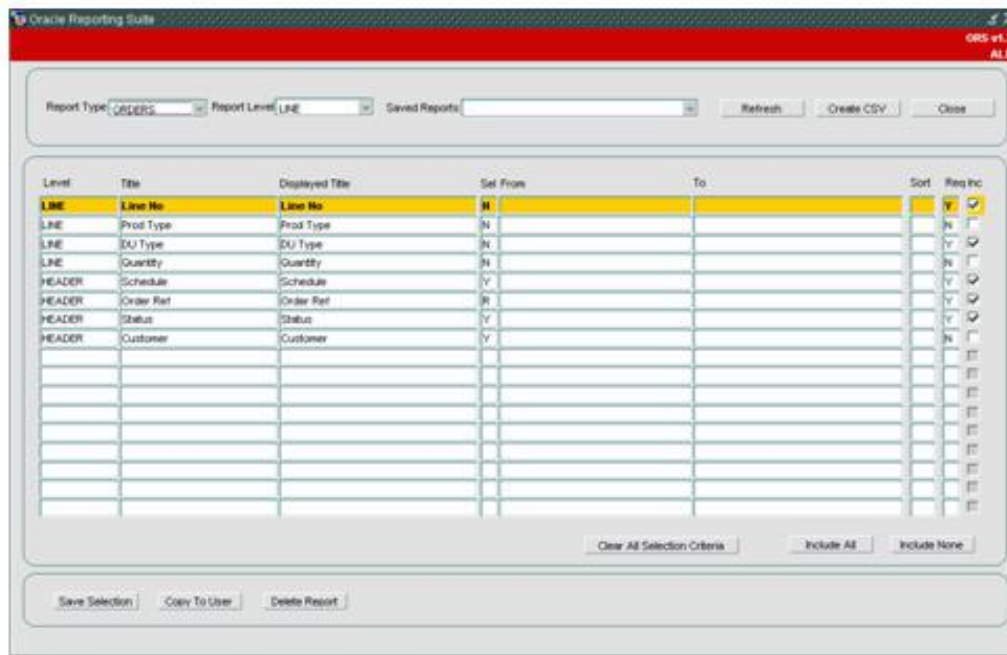 Oracle Reporting Suite
ORS v1.
AL
Report Type ORDERS Report Level LINE Saved Reports Refresh Create CSV Close
Level Title Displayed Title Sel From To Sort Req Inc
LINE Line No Line No N Y
LINE Prod Type Prod Type N N
LINE DU Type DU Type N Y
LINE Quantity Quantity N N
HEADER Schedule Schedule Y Y
HEADER Order Ref Order Ref R Y
HEADER Status Status Y Y
HEADER Customer Customer Y N
Clear All Selection Criteria Include All Include None
Save Selection Copy To User Delete Report